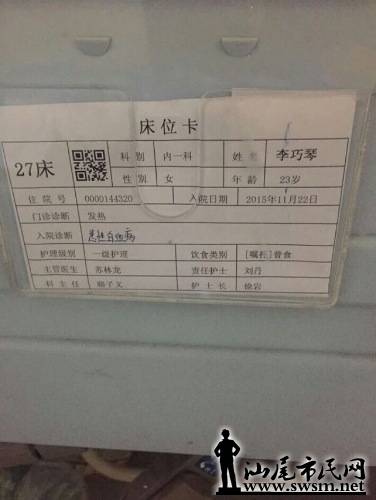 床位卡
27床 科别 内一科 姓名 李巧琴
性别 女 年龄 23岁
住院号 0000144320 入院日期 2015年11月22日
门诊诊断 发热
入院诊断 急性白血病
护理级别 一级护理 饮食类别 [嘱托]普食
主管医生 苏林龙 责任护士 刘丹
科主任 子文 护士长 徐岩
汕尾市民网
www.swsm.net